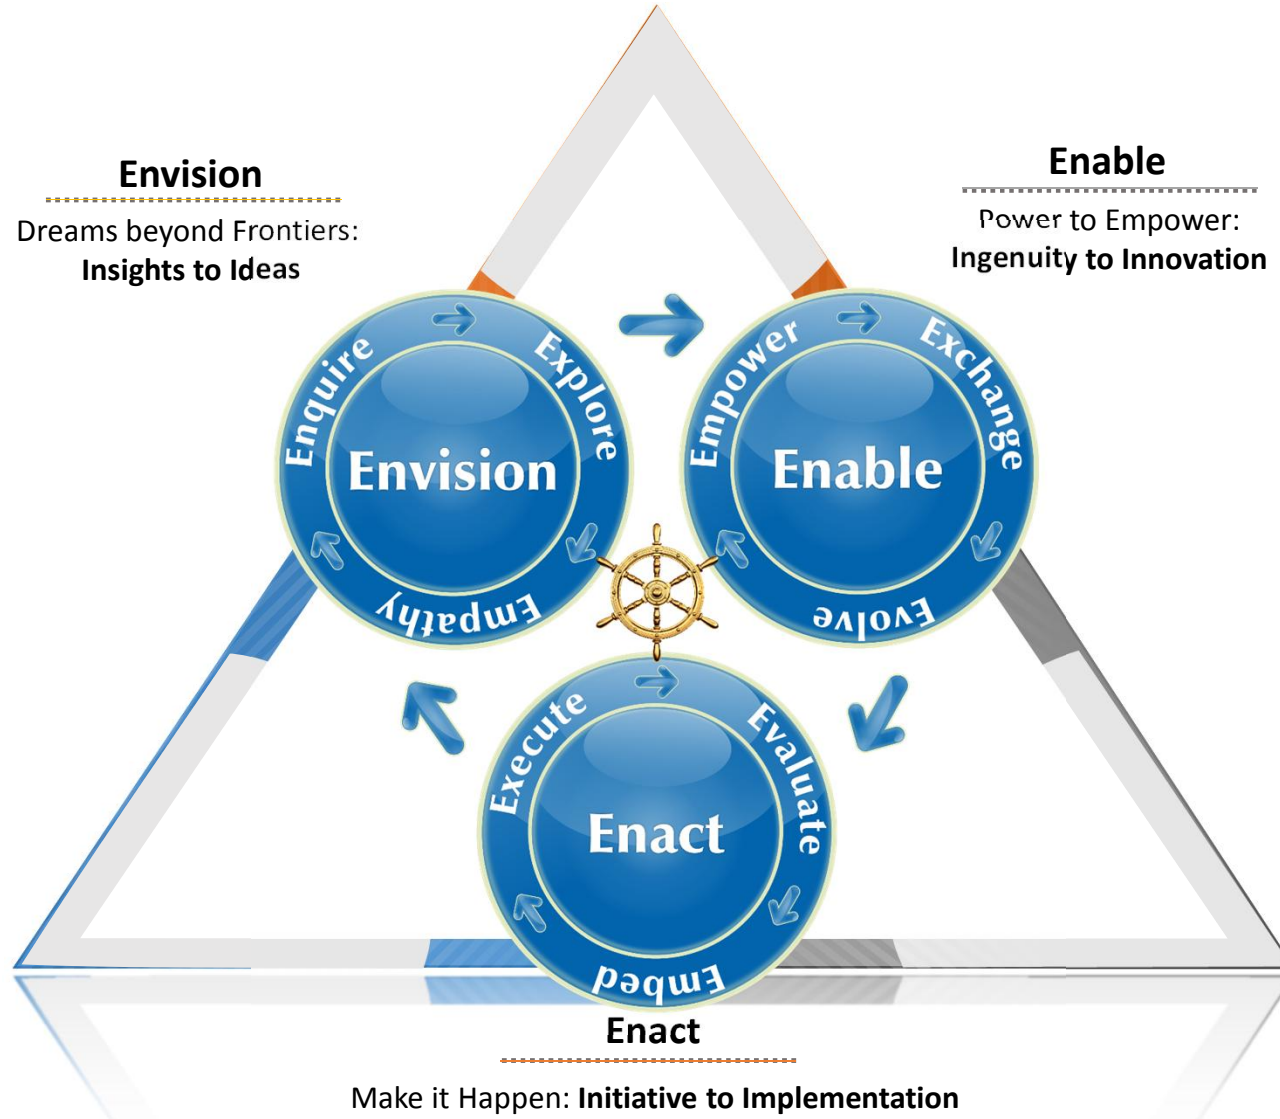 Envision
Dreams beyond Frontiers:
Insights to Ideas
Enable
Power to Empower:
Ingenuity to Innovation
Enquire
Explore
Empathy
Envision
Empower
Exchange
Evolve
Enable
Execute
Evaluate
Embed
Enact
Enact
Make it Happen: Initiative to Implementation